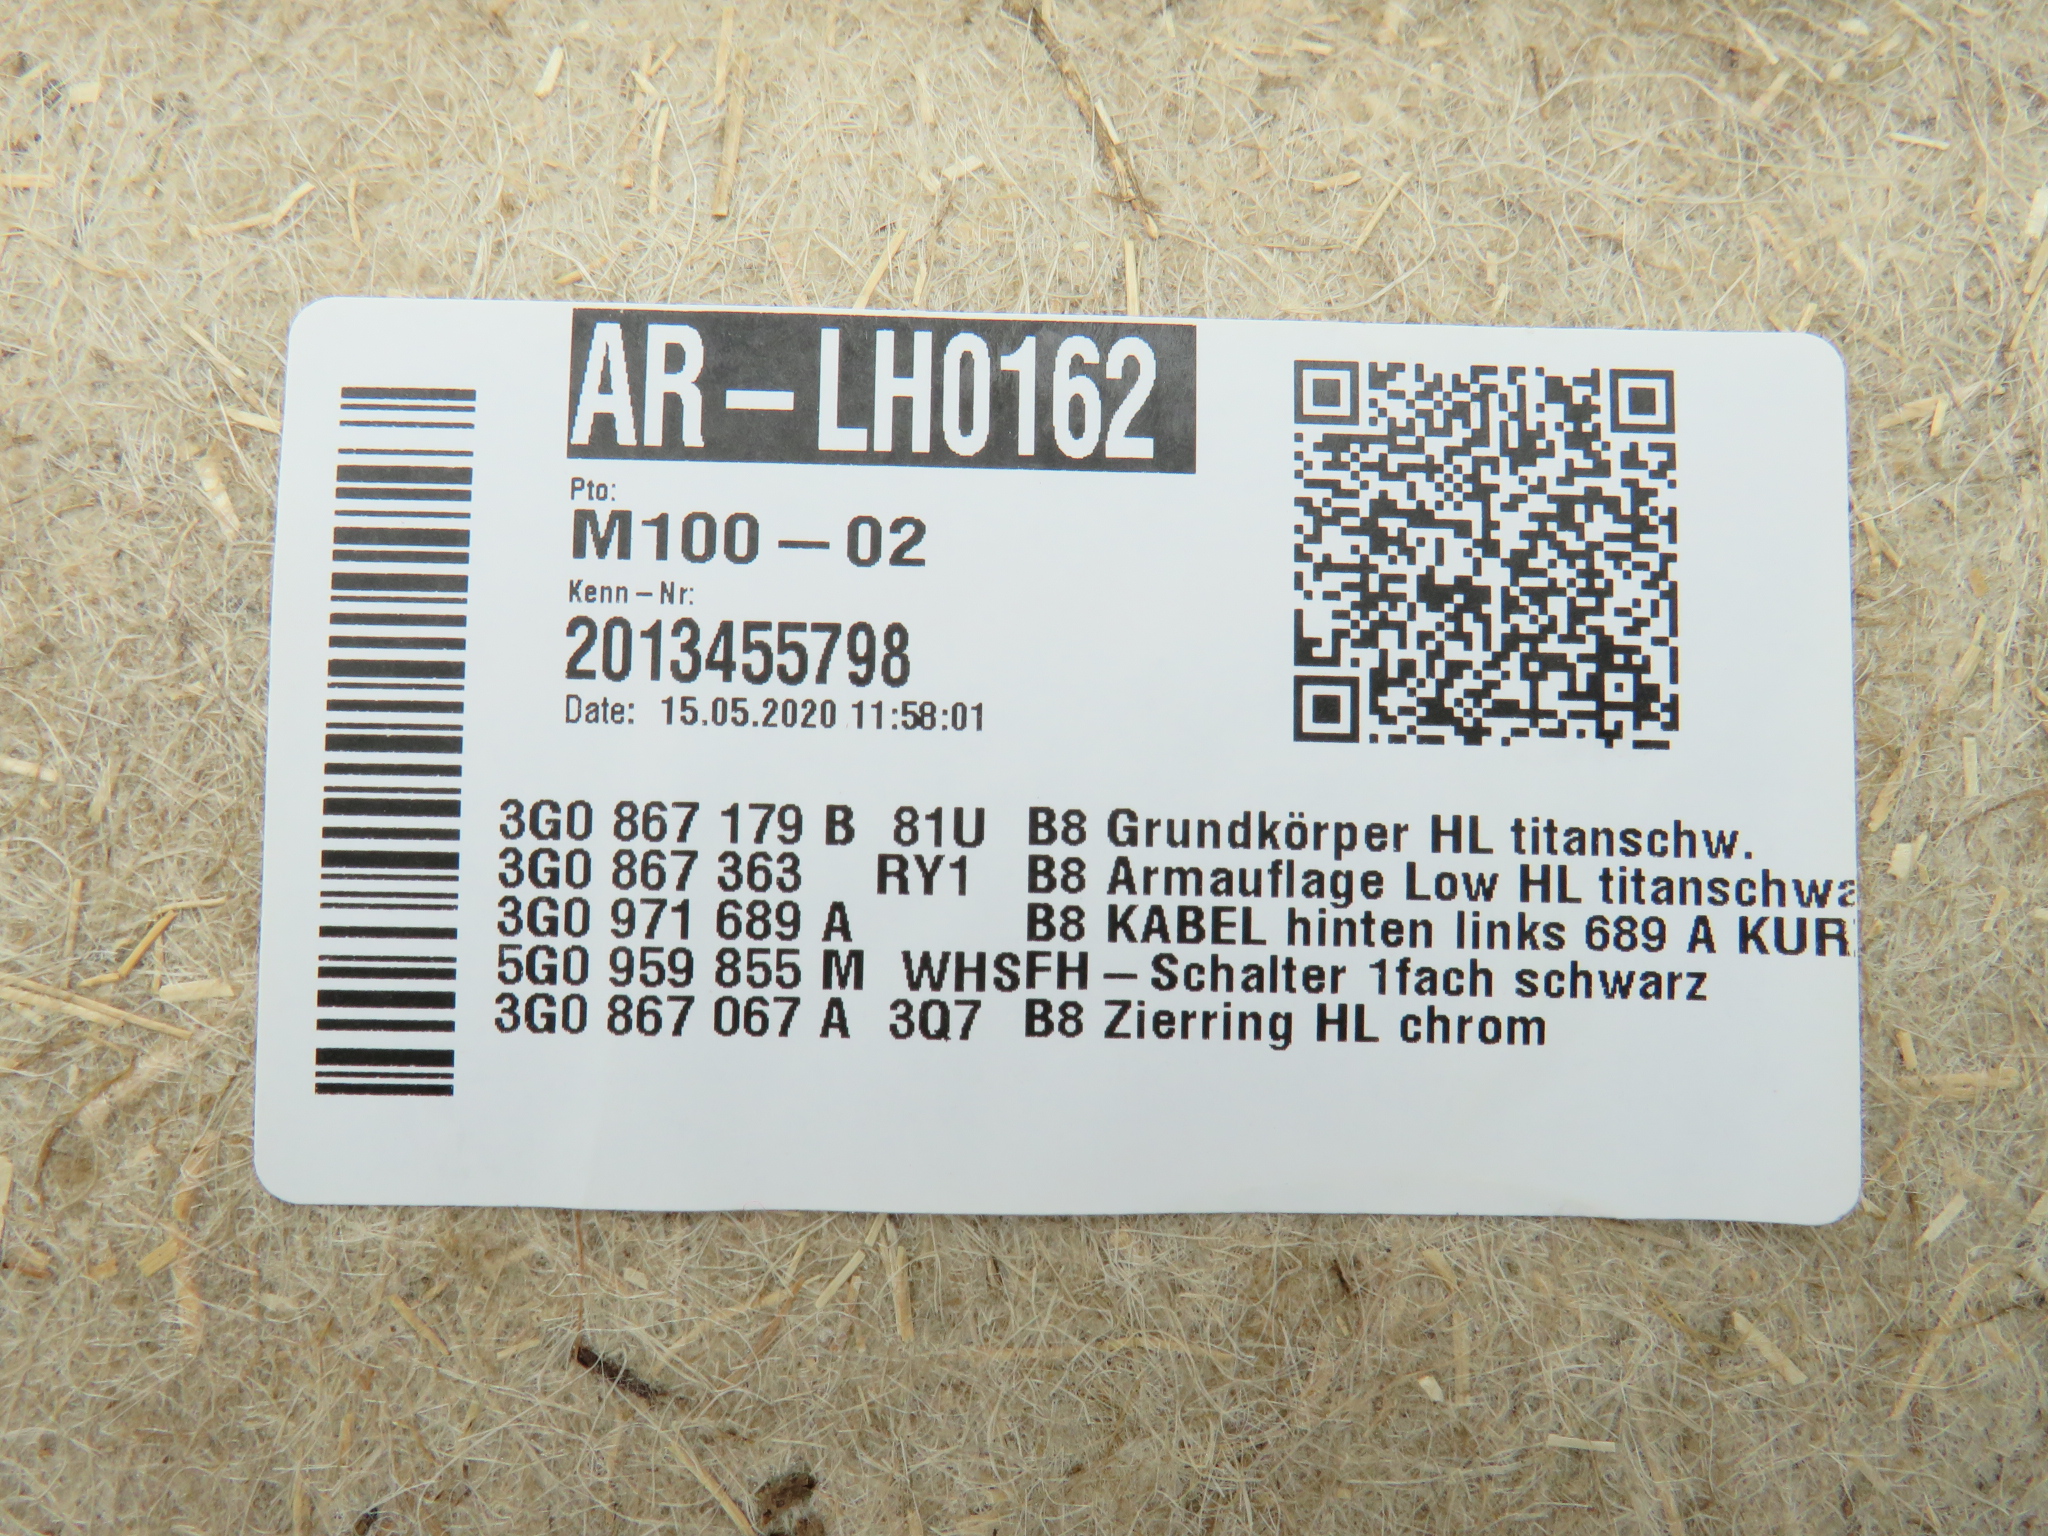 AR-LH0162
Pto:
M100-02
Kenn-Nr:
2013455798
Date: 15.05.2020 11:58:01
3G0 867 179 B 81U B8 Grundkörper HL titanschw.
3G0 867 363 RY1 B8 Armauflage Low HL titanschwa
3G0 971 689 A B8 KABEL hinten links 689 A KUR
5G0 959 855 M WHSFH-Schalter 1fach schwarz
3G0 867 067 A 3Q7 B8 Zierring HL chrom